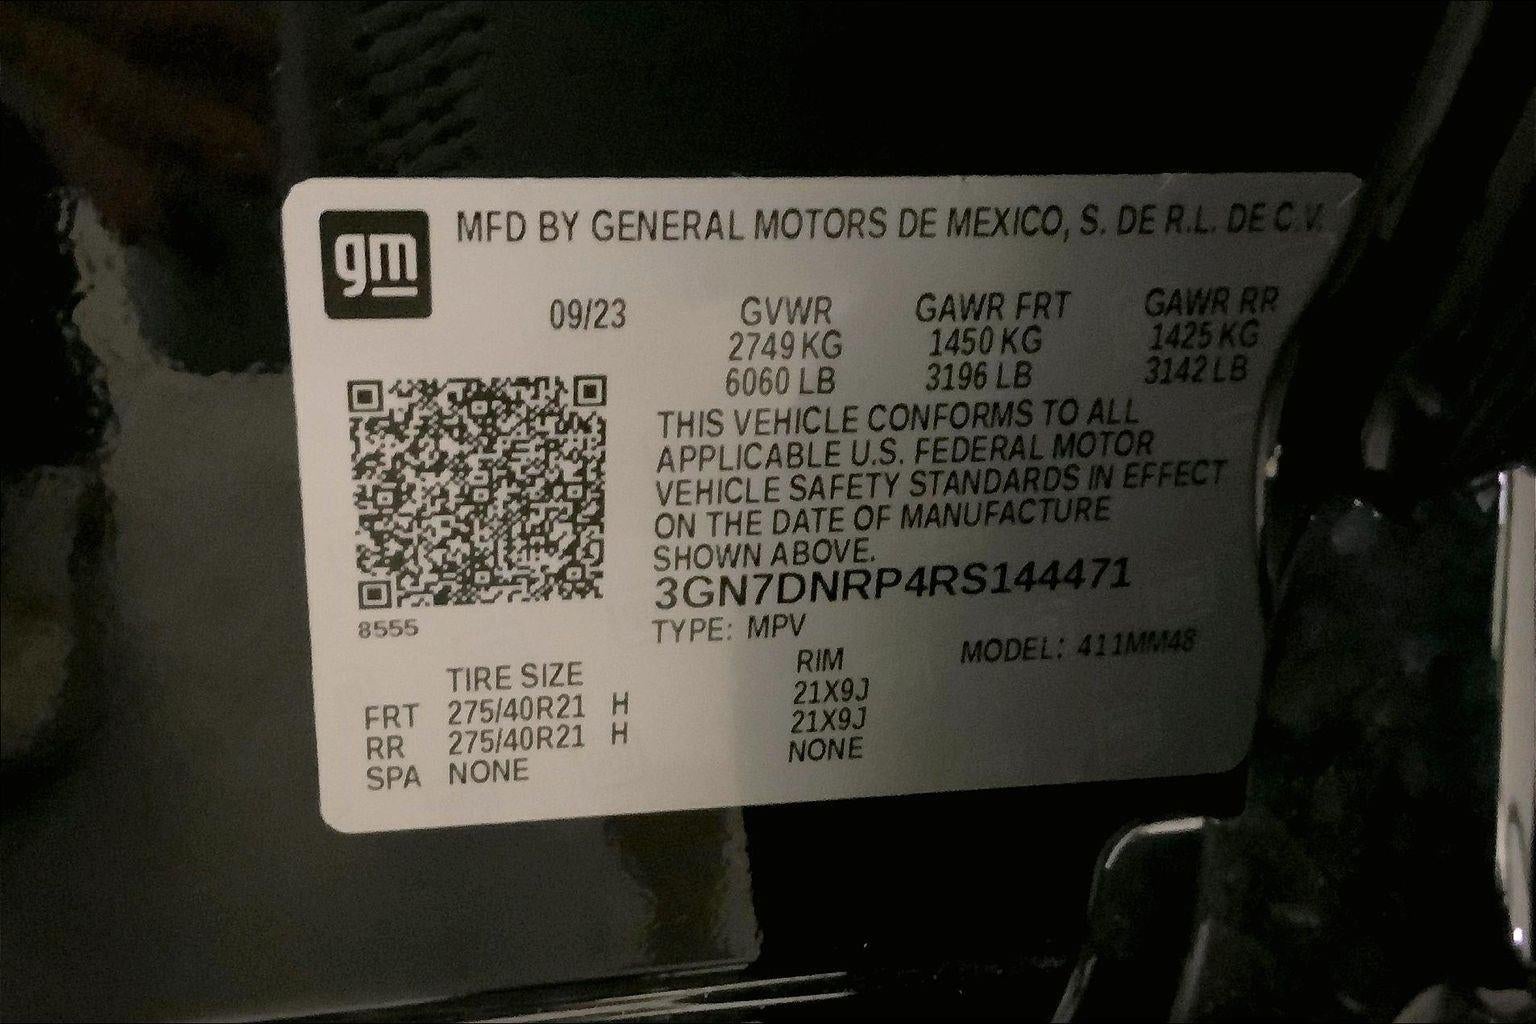 gm
MFD BY GENERAL MOTORS DE MEXICO, S. DE R.L. DE C.V.
09/23 GVWR GAWR FRT GAWR RR
2749 KG 1450 KG 1425 KG
6060 LB 3196 LB 3142 LB
THIS VEHICLE CONFORMS TO ALL
APPLICABLE U.S. FEDERAL MOTOR
VEHICLE SAFETY STANDARDS IN EFFECT
ON THE DATE OF MANUFACTURE
SHOWN ABOVE.
3GN7DNRP4RS144471
8555
TYPE: MPV
MODEL: 411MM48
TIRE SIZE RIM
FRT 275/40R21 H 21X9J
RR 275/40R21 H 21X9J
SPA NONE NONE